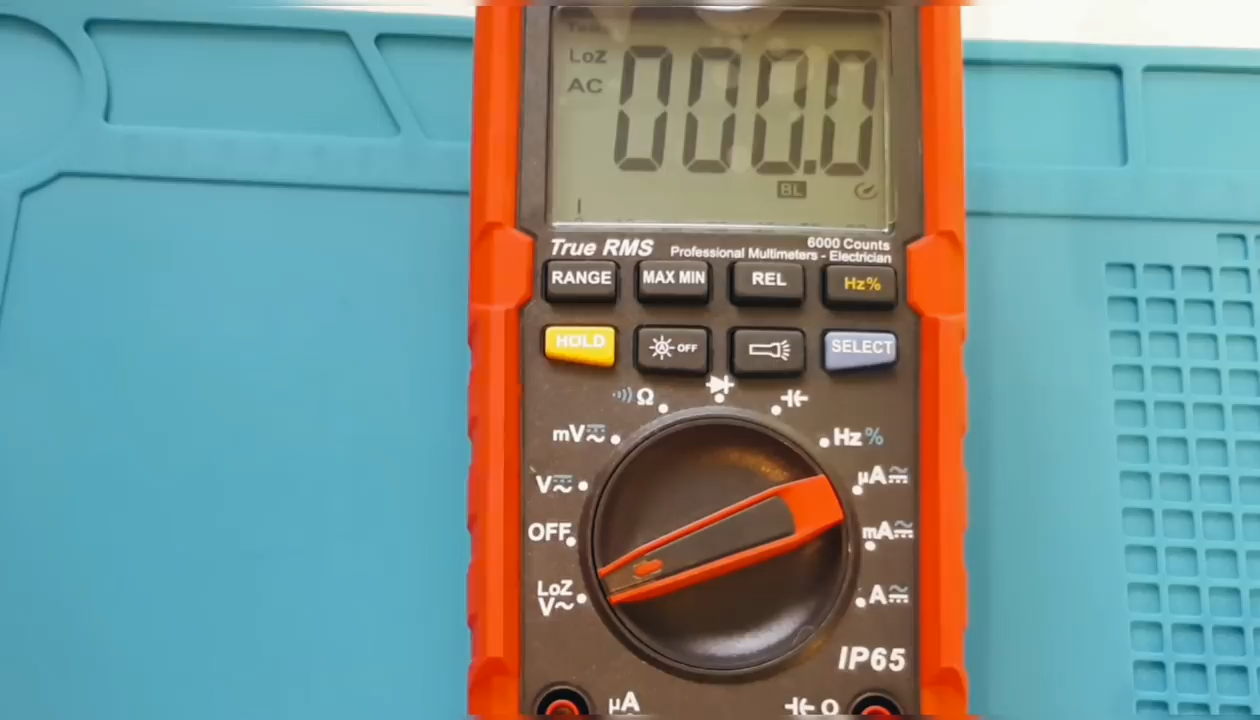 LoZ
AC
000.0
BL
True RMS
6000 Counts
Professional Multimeters - Electrician
RANGE
MAX MIN
REL
Hz%
HOLD
A OFF
SELECT
Ω
mV
Hz %
V
µA
OFF
mA
LoZ
V~
A
IP65
µA
Ω